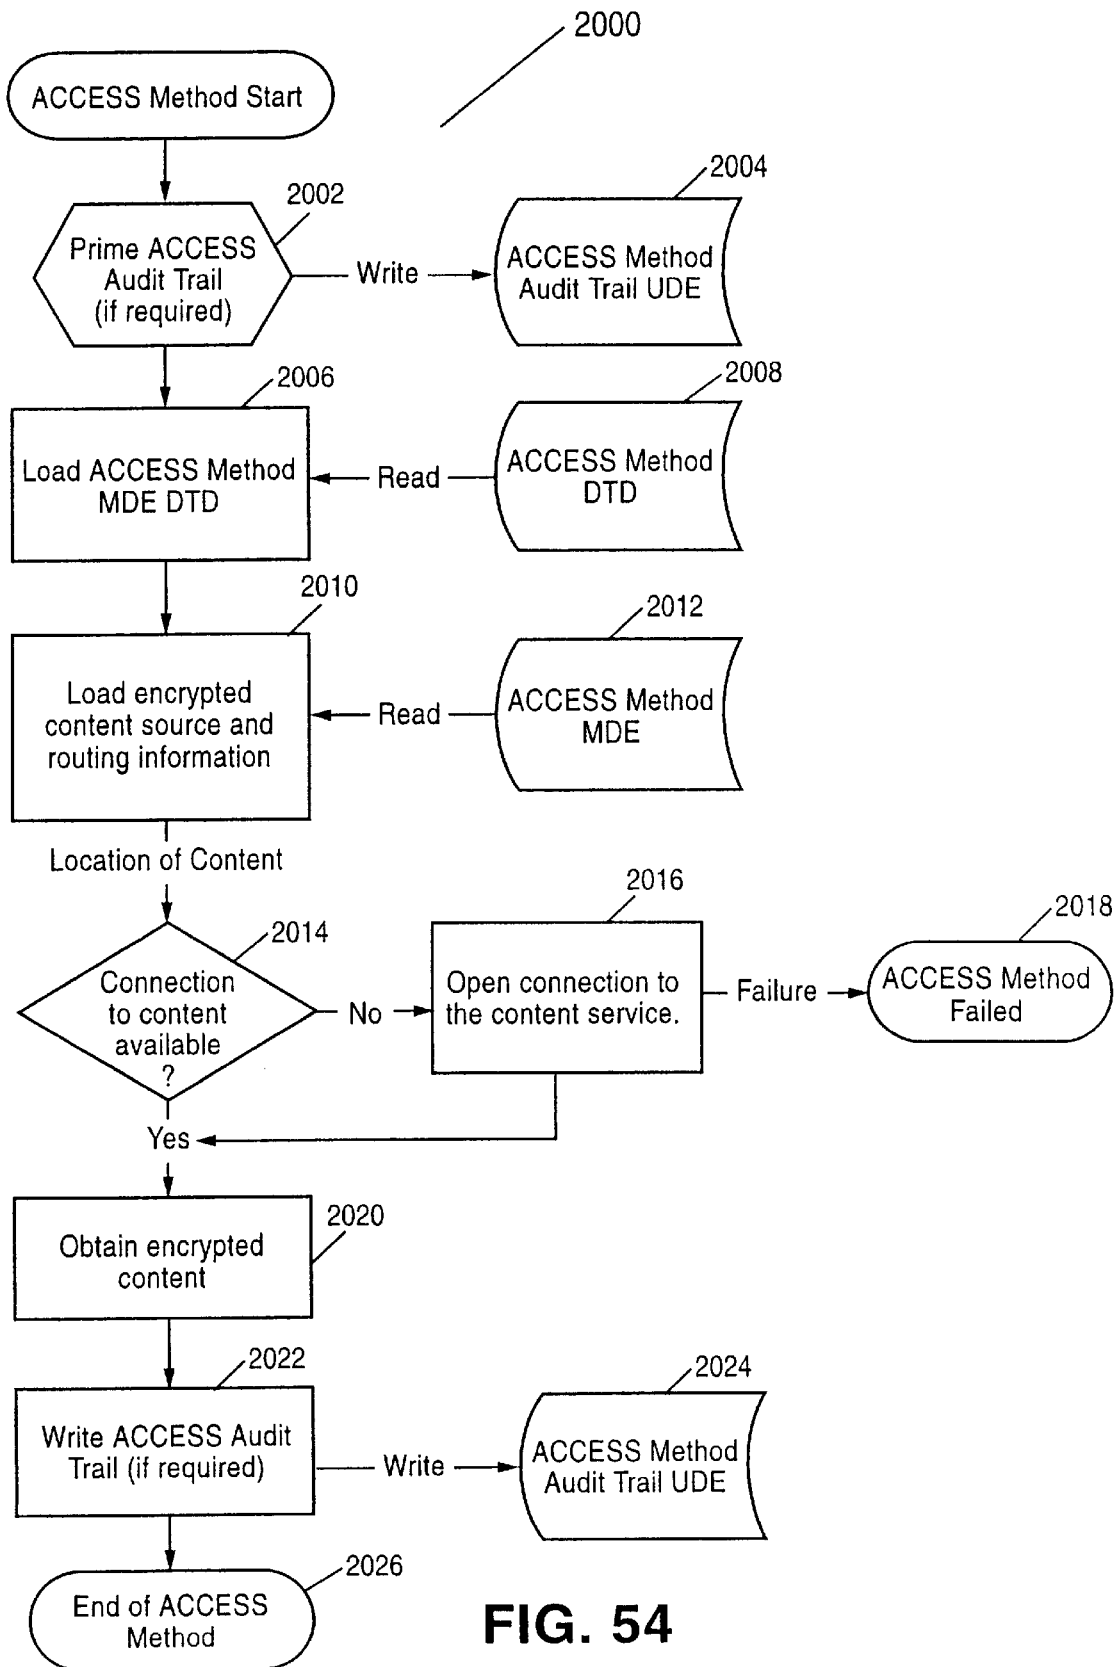 2000
ACCESS Method Start
2002
Prime ACCESS
Audit Trail
(if required)
Write
2004
ACCESS Method
Audit Trail UDE
2006
Load ACCESS Method
MDE DTD
Read
2008
ACCESS Method
DTD
2010
Load encrypted
content source and
routing information
Read
2012
ACCESS Method
MDE
Location of Content
2014
Connection
to content
available
?
No
2016
Open connection to
the content service.
Failure
2018
ACCESS Method
Failed
Yes
2020
Obtain encrypted
content
2022
Write ACCESS Audit
Trail (if required)
Write
2024
ACCESS Method
Audit Trail UDE
2026
End of ACCESS
Method
FIG. 54